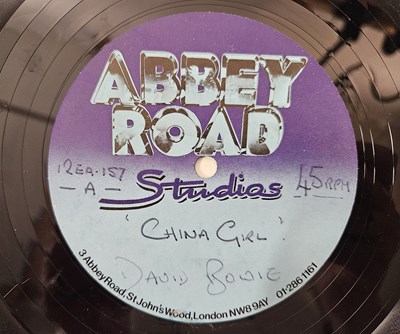 ABBEY
ROAD
Studios
12EA-157
- A -
45 RPM
'CHINA GIRL'
DAVID BOWIE
3 Abbey Road, St John's Wood, London NW8 9AY 01 286 1161